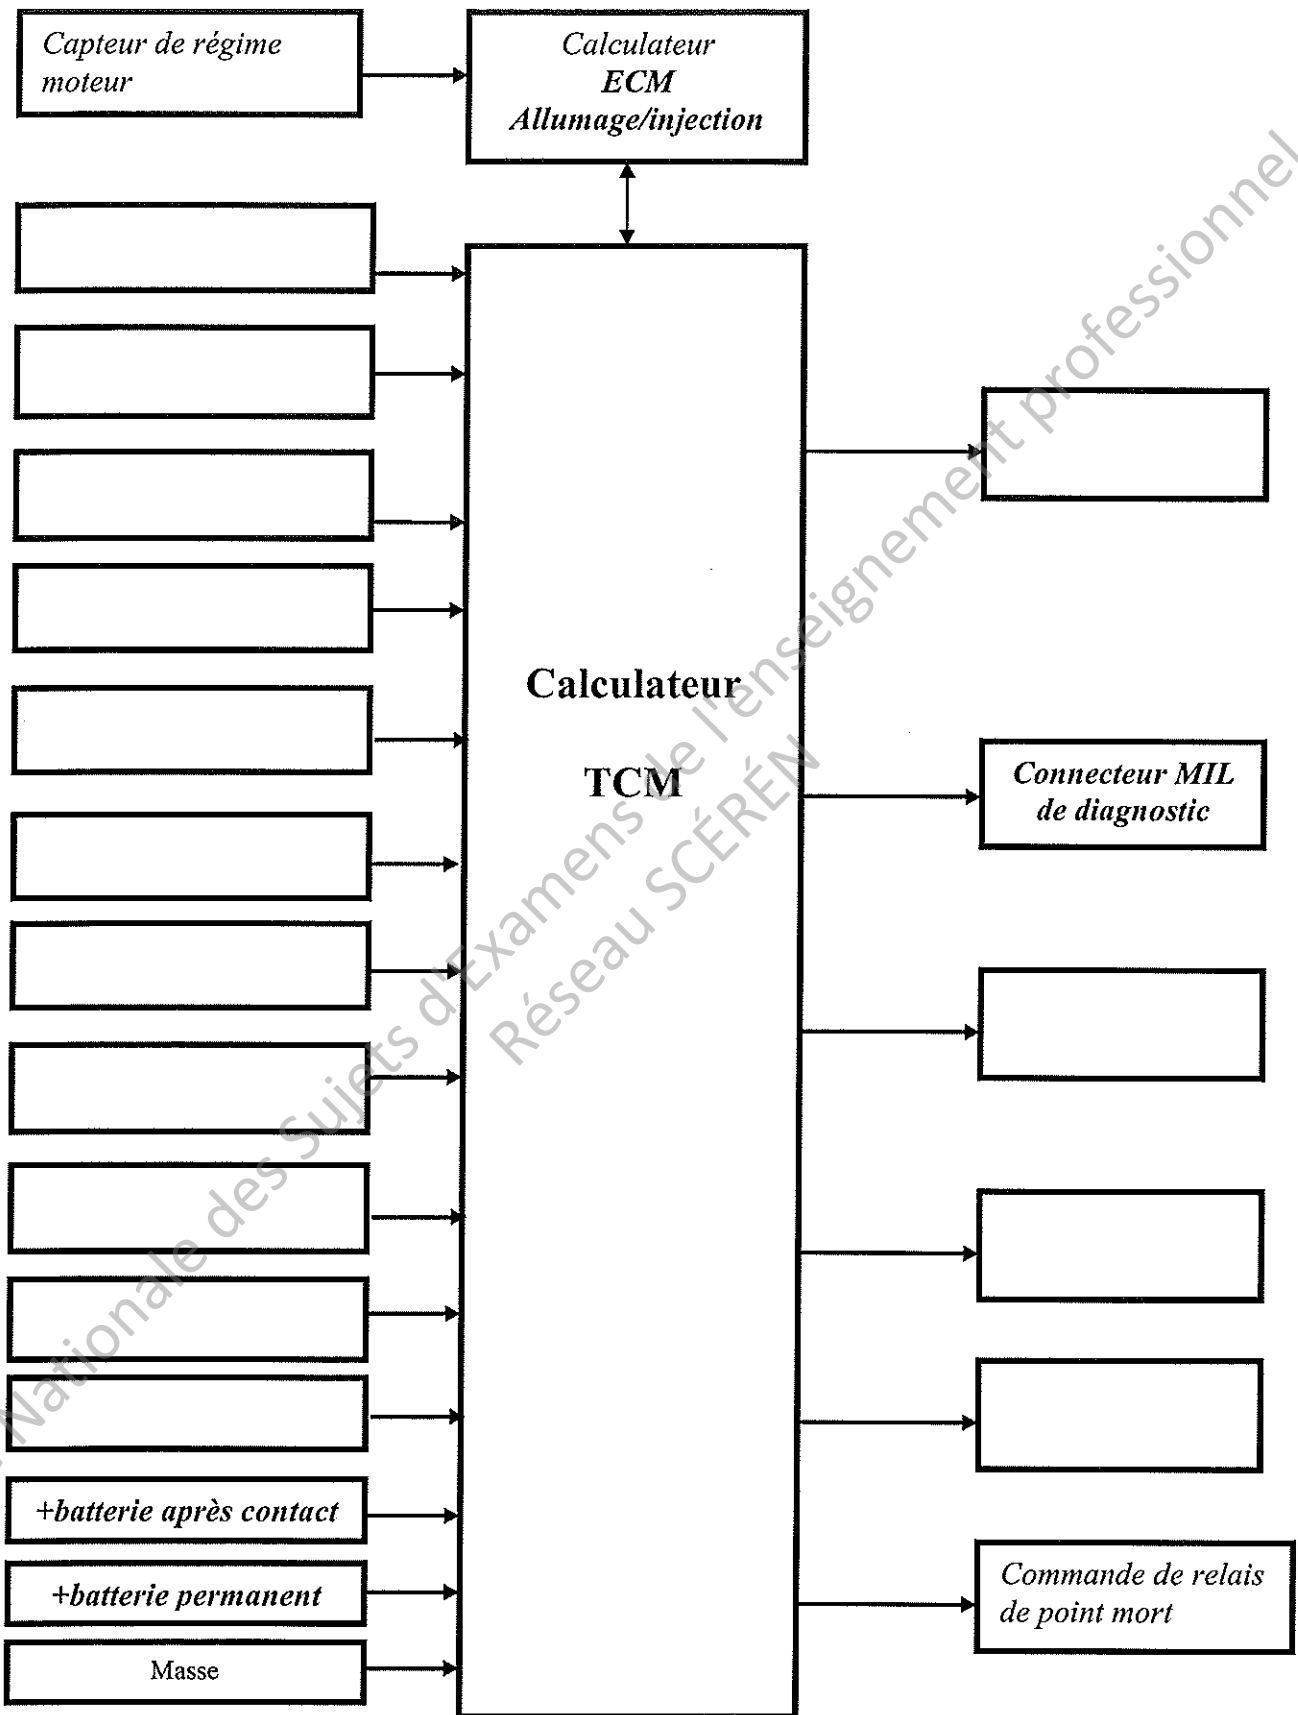 Capteur de régime
moteur
Calculateur
ECM
Allumage/injection
Calculateur
TCM
Connecteur MIL
de diagnostic
+batterie après contact
+batterie permanent
Masse
Commande de relais
de point mort
Nationale des Sujets d'Examens de l'enseignement professionnel
Réseau SCÉRÉN